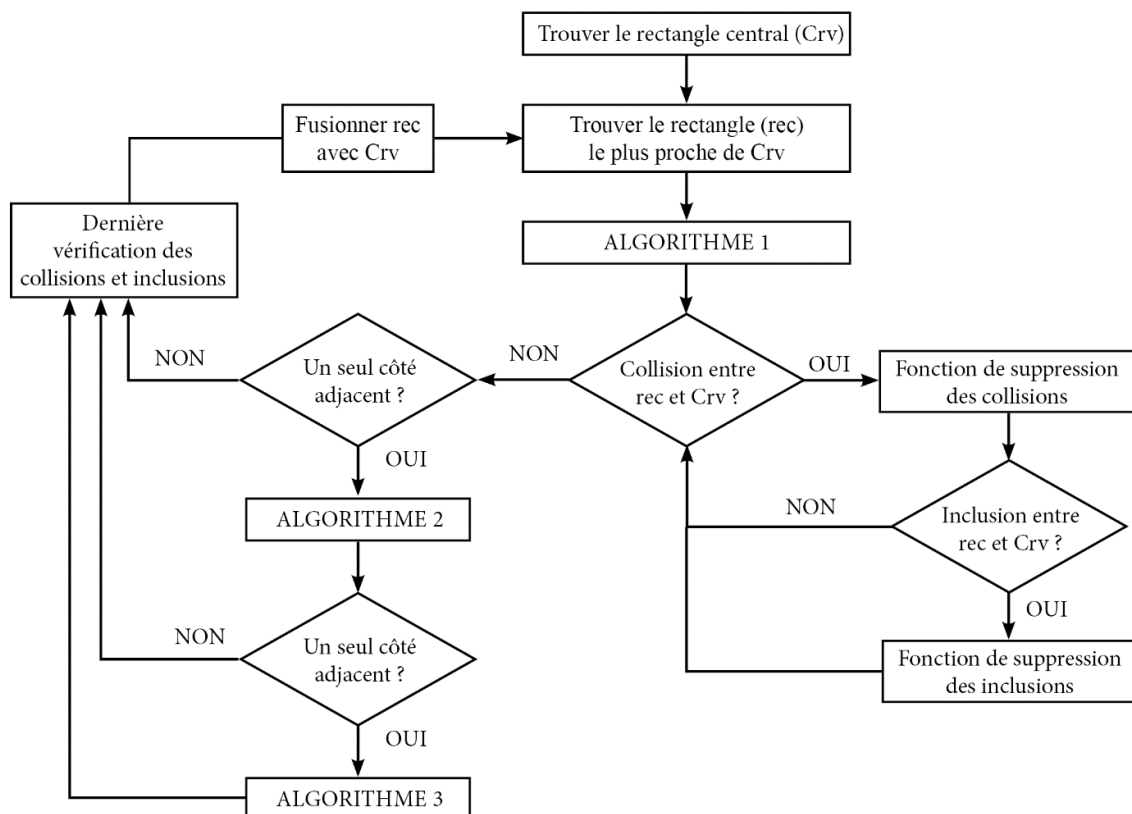 Trouver le rectangle central (Crv)
Fusionner rec
avec Crv
Trouver le rectangle (rec)
le plus proche de Crv
Dernière
vérification des
collisions et inclusions
ALGORITHME 1
NON
Un seul côté
adjacent ?
NON
Collision entre
rec et Crv ?
OUI
Fonction de suppression
des collisions
OUI
ALGORITHME 2
NON
Inclusion entre
rec et Crv ?
OUI
NON
Un seul côté
adjacent ?
Fonction de suppression
des inclusions
OUI
ALGORITHME 3